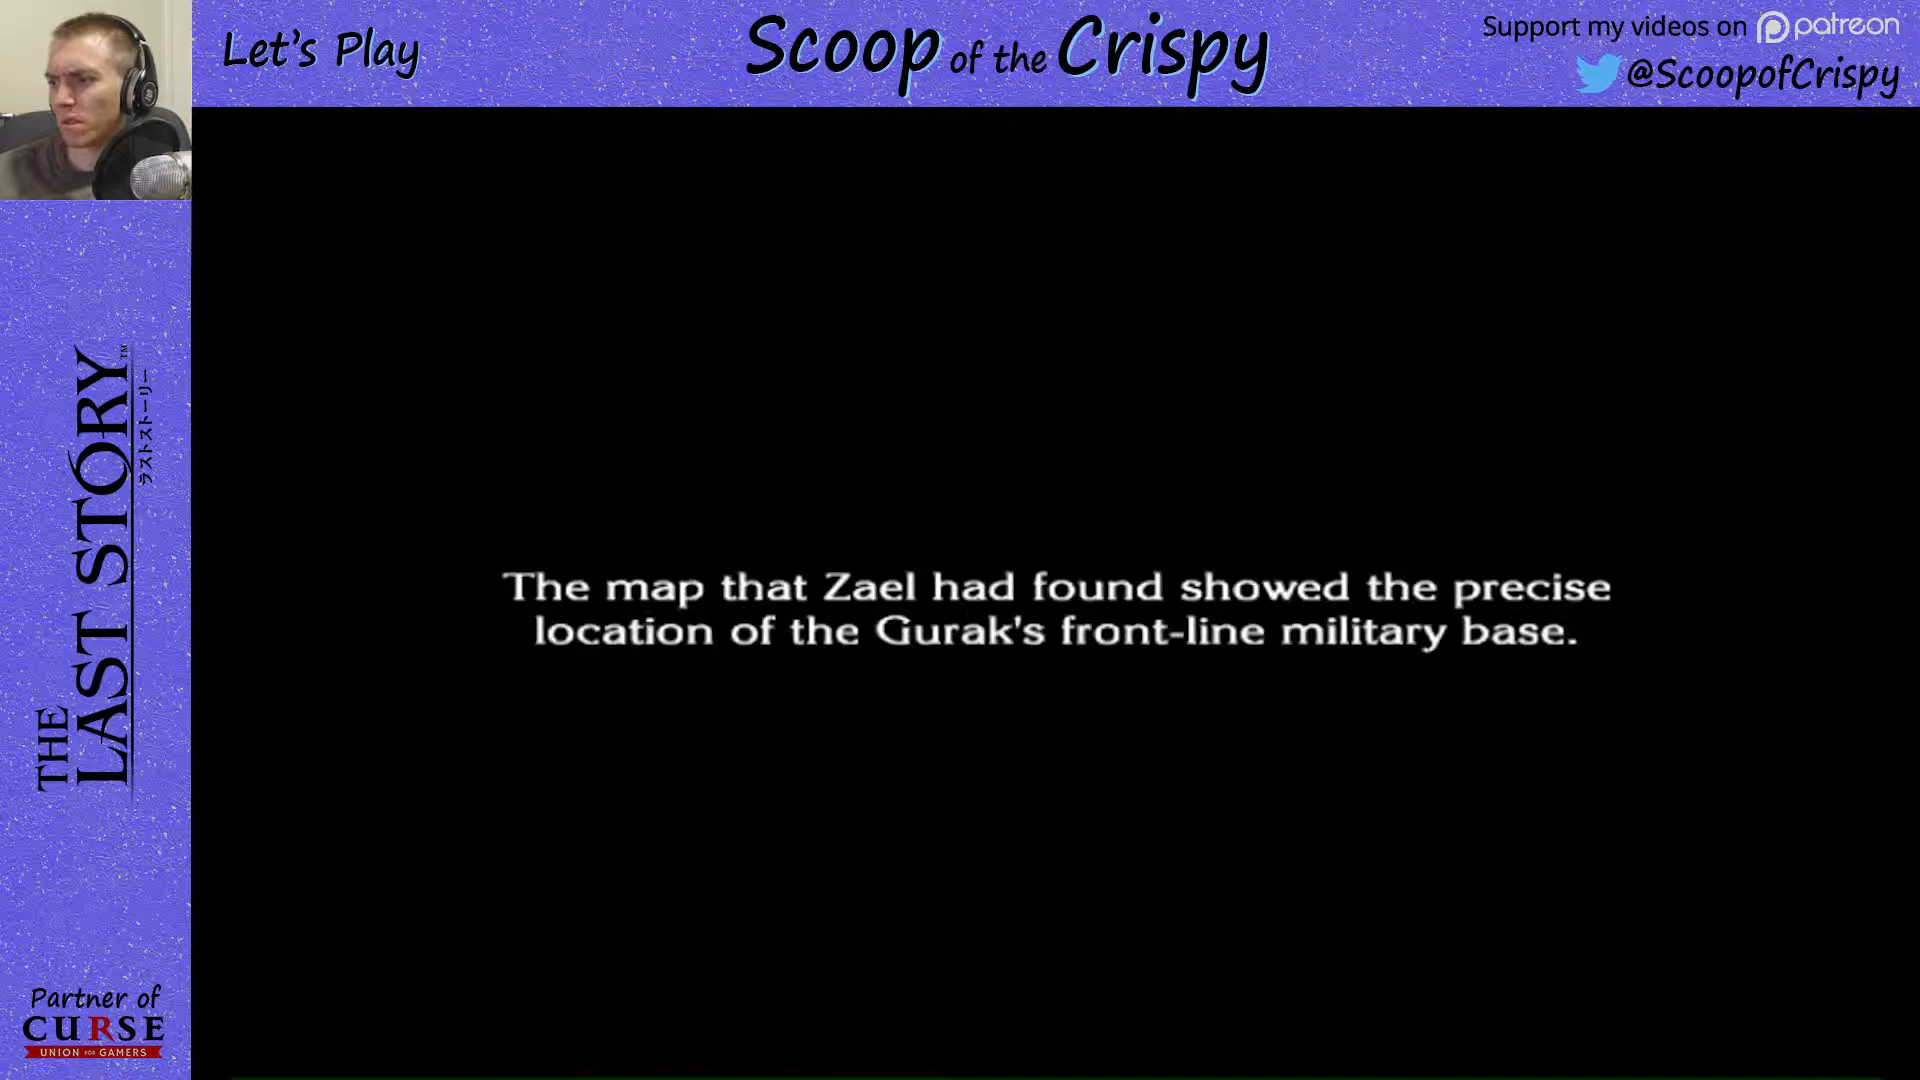 Let's Play
Scoop of the Crispy
Support my videos on patreon
@ScoopofCrispy
THE
LAST STORY™
ラストストーリー
The map that Zael had found showed the precise
location of the Gurak's front-line military base.
Partner of
CURSE
UNION FOR GAMERS